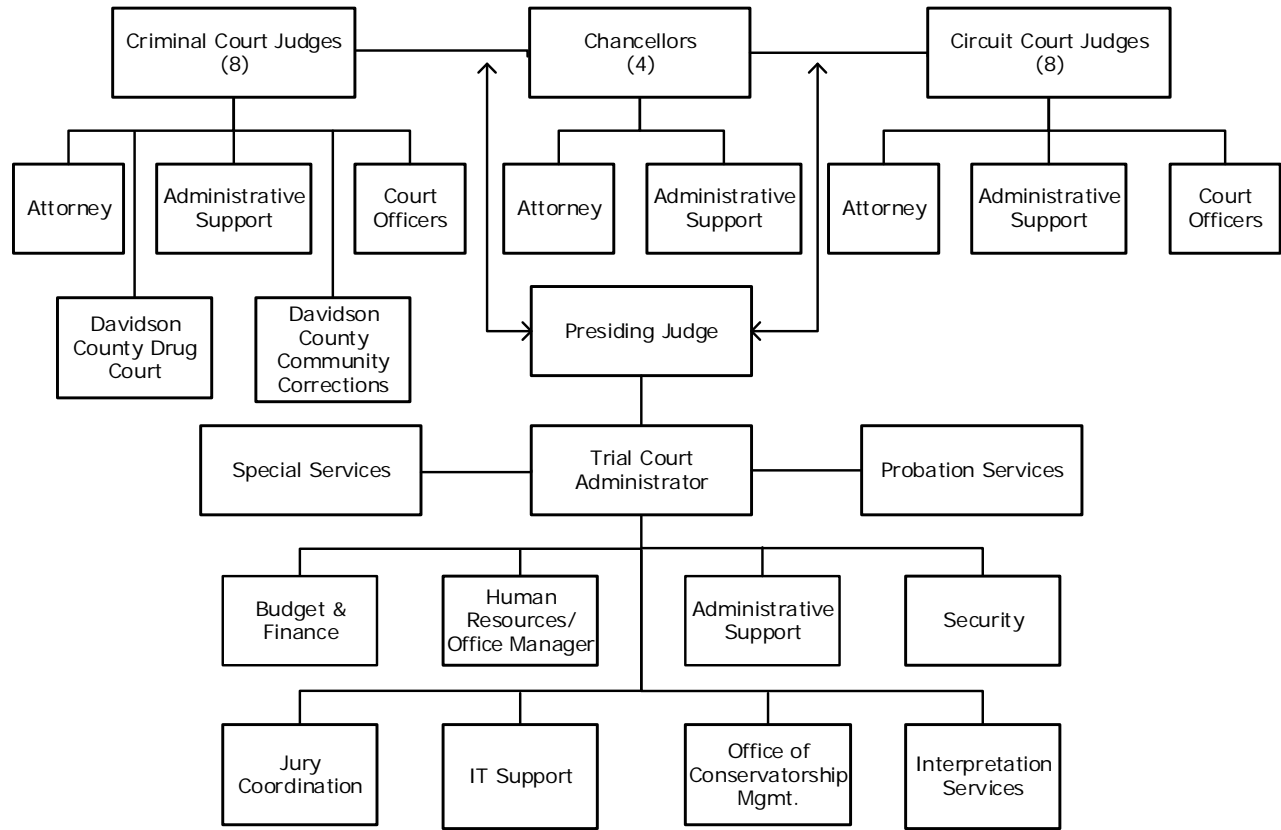 Criminal Court Judges
(8)
Chancellors
(4)
Circuit Court Judges
(8)
Attorney
Administrative
Support
Court
Officers
Attorney
Administrative
Support
Attorney
Administrative
Support
Court
Officers
Davidson
County Drug
Court
Davidson
County
Community
Corrections
Presiding Judge
Special Services
Trial Court
Administrator
Probation Services
Budget &
Finance
Human
Resources/
Office Manager
Administrative
Support
Security
Jury
Coordination
IT Support
Office of
Conservatorship
Mgmt.
Interpretation
Services